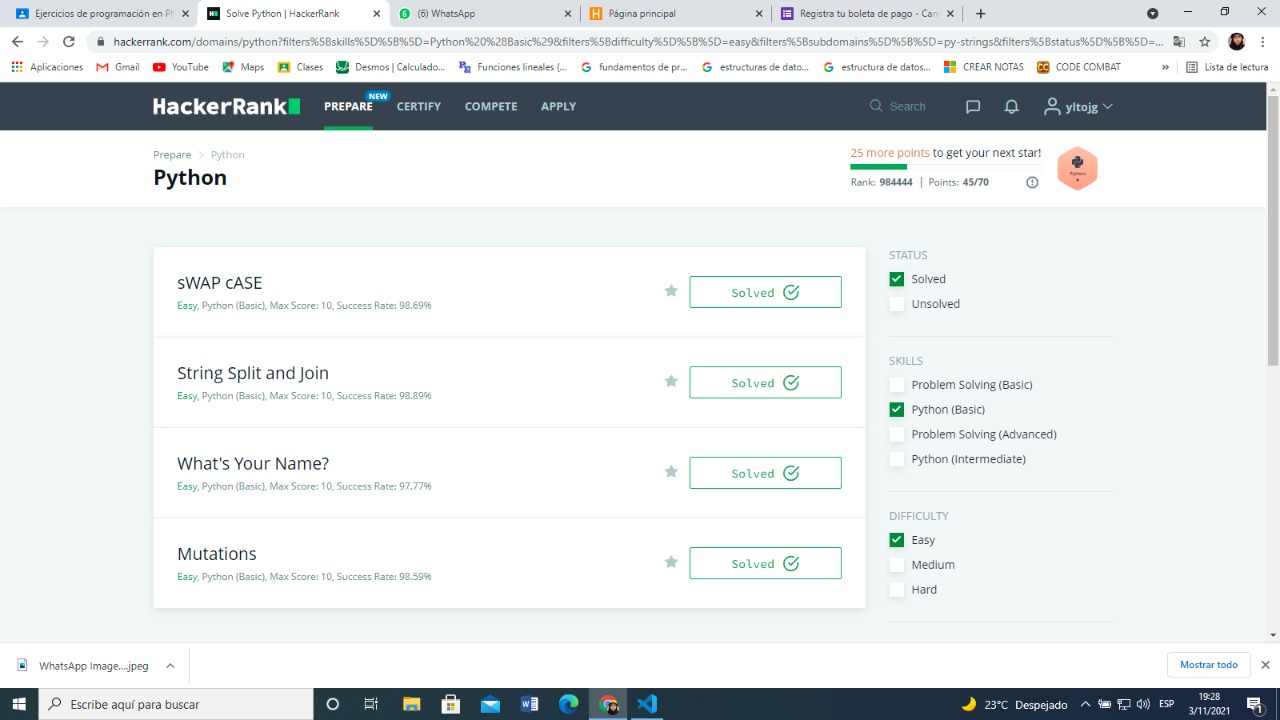 Ejercicios de programación en P
Solve Python | HackerRank
6
(6) WhatsApp
Página principal
Registra tu boleta de pago - Cam
hackerrank.com/domains/python?filters%5Bskills%5D%5B%5D=Python%20%28Basic%29&filters%5Bdifficulty%5D%5B%5D=easy&filters%5Bsubdomains%5D%5B%5D=py-strings&filters%5Bstatus%5D%5B%5D=...
Aplicaciones
Gmail
YouTube
Maps
Clases
Desmos | Calculado...
Funciones lineales (...
fundamentos de pr...
estructuras de dato...
estructura de datos...
CREAR NOTAS
CODE COMBAT
»
Lista de lectura
HackerRank
PREPARE
NEW
CERTIFY
COMPETE
APPLY
Search
yltojg
Prepare > Python
Python
25 more points to get your next star!
Rank: 984444 | Points: 45/70
Python
sWAP cASE
Easy, Python (Basic), Max Score: 10, Success Rate: 98.69%
Solved
String Split and Join
Easy, Python (Basic), Max Score: 10, Success Rate: 98.89%
Solved
What's Your Name?
Easy, Python (Basic), Max Score: 10, Success Rate: 97.77%
Solved
Mutations
Easy, Python (Basic), Max Score: 10, Success Rate: 98.59%
Solved
STATUS
Solved
Unsolved
SKILLS
Problem Solving (Basic)
Python (Basic)
Problem Solving (Advanced)
Python (Intermediate)
DIFFICULTY
Easy
Medium
Hard
WhatsApp Image....jpeg
Mostrar todo
Escribe aquí para buscar
23°C Despejado
ESP
19:28
3/11/2021
1